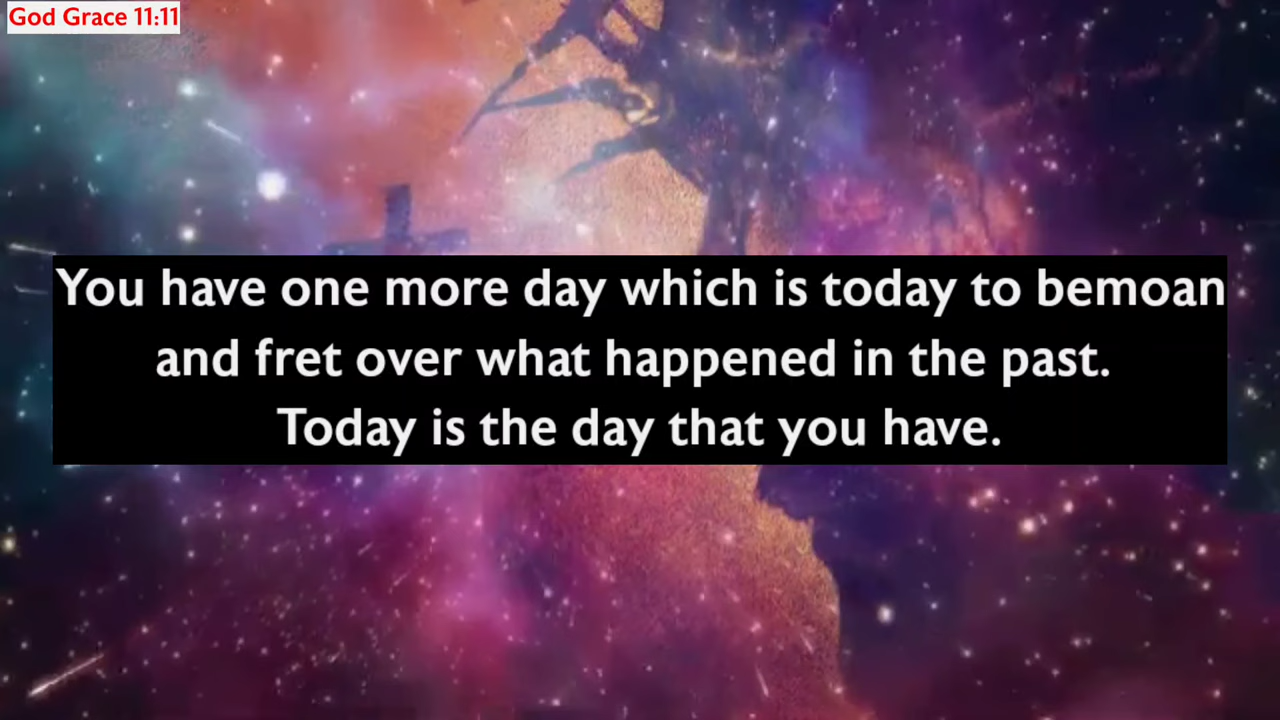 God Grace 11:11
You have one more day which is today to bemoan
and fret over what happened in the past.
Today is the day that you have.